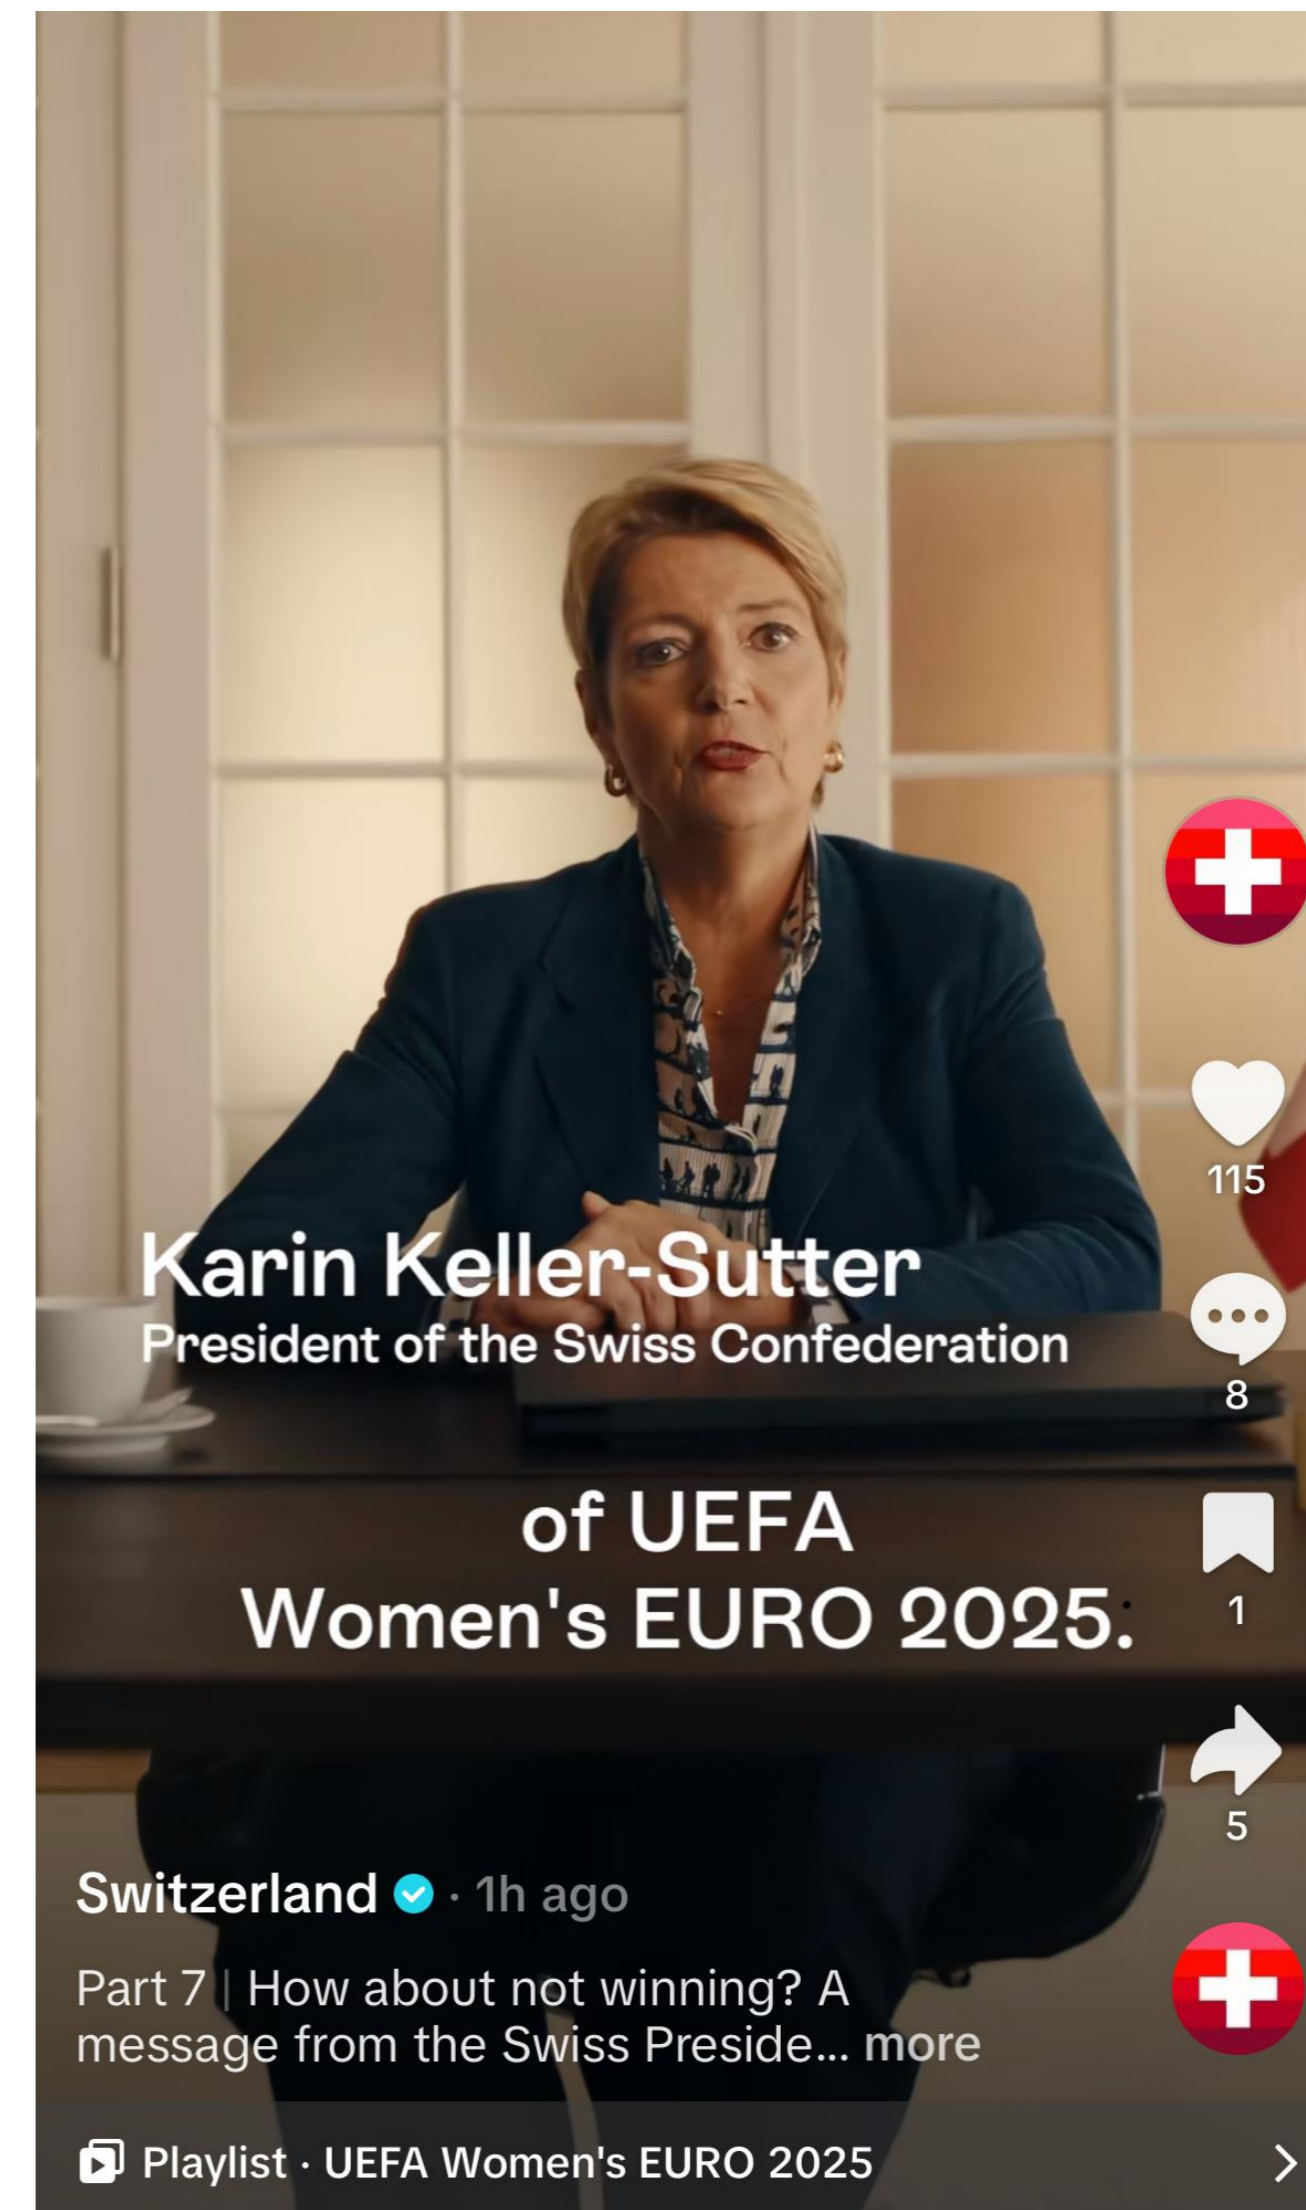 115
Karin Keller-Sutter
President of the Swiss Confederation
8
of UEFA
Women's EURO 2025.
1
5
Switzerland · 1h ago
Part 7 | How about not winning? A
message from the Swiss Preside... more
Playlist · UEFA Women's EURO 2025